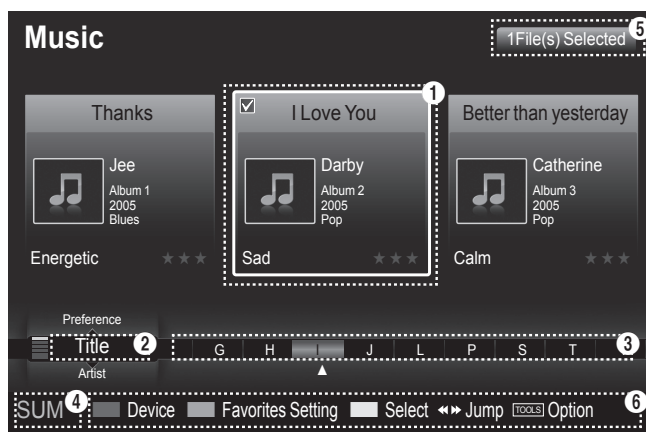 Music
1File(s) Selected
5
1
Thanks
I Love You
Better than yesterday
Jee
Album 1
2005
Blues
Darby
Album 2
2005
Pop
Catherine
Album 3
2005
Pop
Energetic
Sad
Calm
Preference
Title
2
G H I J L P S T
3
Artist
SUM
4
Device Favorites Setting Select Jump TOOLS Option
6